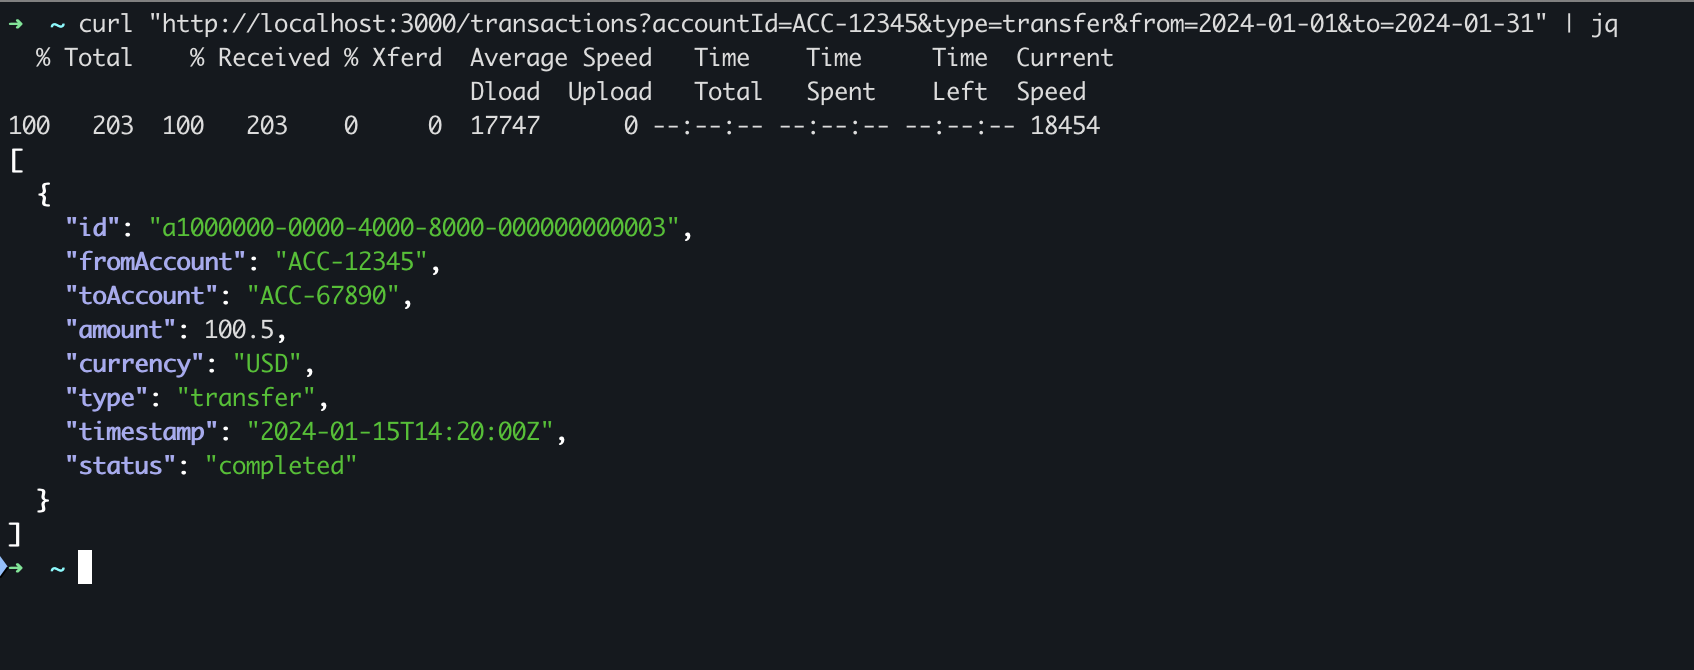 ➜  ~ curl "http://localhost:3000/transactions?accountId=ACC-12345&type=transfer&from=2024-01-01&to=2024-01-31" | jq
  % Total    % Received % Xferd  Average Speed   Time    Time     Time  Current
                                 Dload  Upload   Total   Spent    Left  Speed
100   203  100   203    0     0  17747      0 --:--:-- --:--:-- --:--:-- 18454
[
  {
    "id": "a1000000-0000-4000-8000-000000000003",
    "fromAccount": "ACC-12345",
    "toAccount": "ACC-67890",
    "amount": 100.5,
    "currency": "USD",
    "type": "transfer",
    "timestamp": "2024-01-15T14:20:00Z",
    "status": "completed"
  }
]
➜  ~